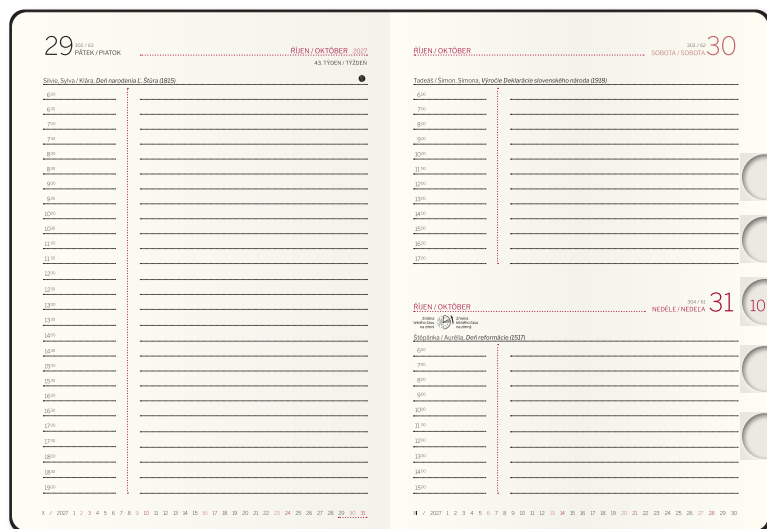 29 302 / 63
PÁTEK / PIATOK
ŘÍJEN / OKTÓBER 2027
43. TÝDEN / TÝŽDEŇ
Silvie, Sylva / Klára, Deň narodenia Ľ. Štúra (1815)
6 00
6 30
7 00
7 30
8 00
8 30
9 00
9 30
10 00
10 30
11 00
11 30
12 00
12 30
13 00
13 30
14 00
14 30
15 00
15 30
16 00
16 30
17 00
17 30
18 00
18 30
19 00
X / 2027 1 2 3 4 5 6 7 8 9 10 11 12 13 14 15 16 17 18 19 20 21 22 23 24 25 26 27 28 29 30 31
ŘÍJEN / OKTÓBER
303 / 62
SOBOTA / SOBOTA 30
Tadeáš / Šimon, Simona, Výročie Deklarácie slovenského národa (1918)
6 00
7 00
8 00
9 00
10 00
11 00
12 00
13 00
14 00
15 00
16 00
17 00
ŘÍJEN / OKTÓBER
304 / 61
NEDĚLE / NEDEĽA 31
10
Změna
letního času
na zimní
Zmena
letného času
na zimný
Štěpánka / Aurélia, Deň reformácie (1517)
6 00
7 00
8 00
9 00
10 00
11 00
12 00
13 00
14 00
15 00
XI / 2027 1 2 3 4 5 6 7 8 9 10 11 12 13 14 15 16 17 18 19 20 21 22 23 24 25 26 27 28 29 30